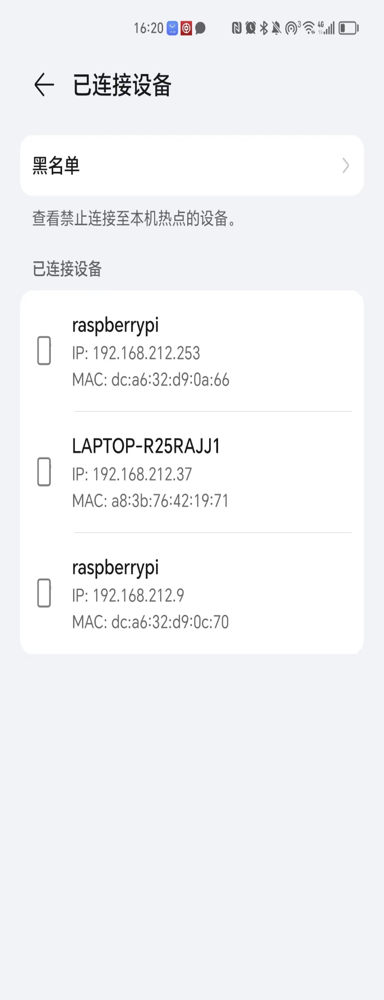 16:20 3 4G
已连接设备
黑名单
查看禁止连接至本机热点的设备。
已连接设备
raspberrypi
IP: 192.168.212.253
MAC: dc:a6:32:d9:0a:66
LAPTOP-R25RAJJ1
IP: 192.168.212.37
MAC: a8:3b:76:42:19:71
raspberrypi
IP: 192.168.212.9
MAC: dc:a6:32:d9:0c:70